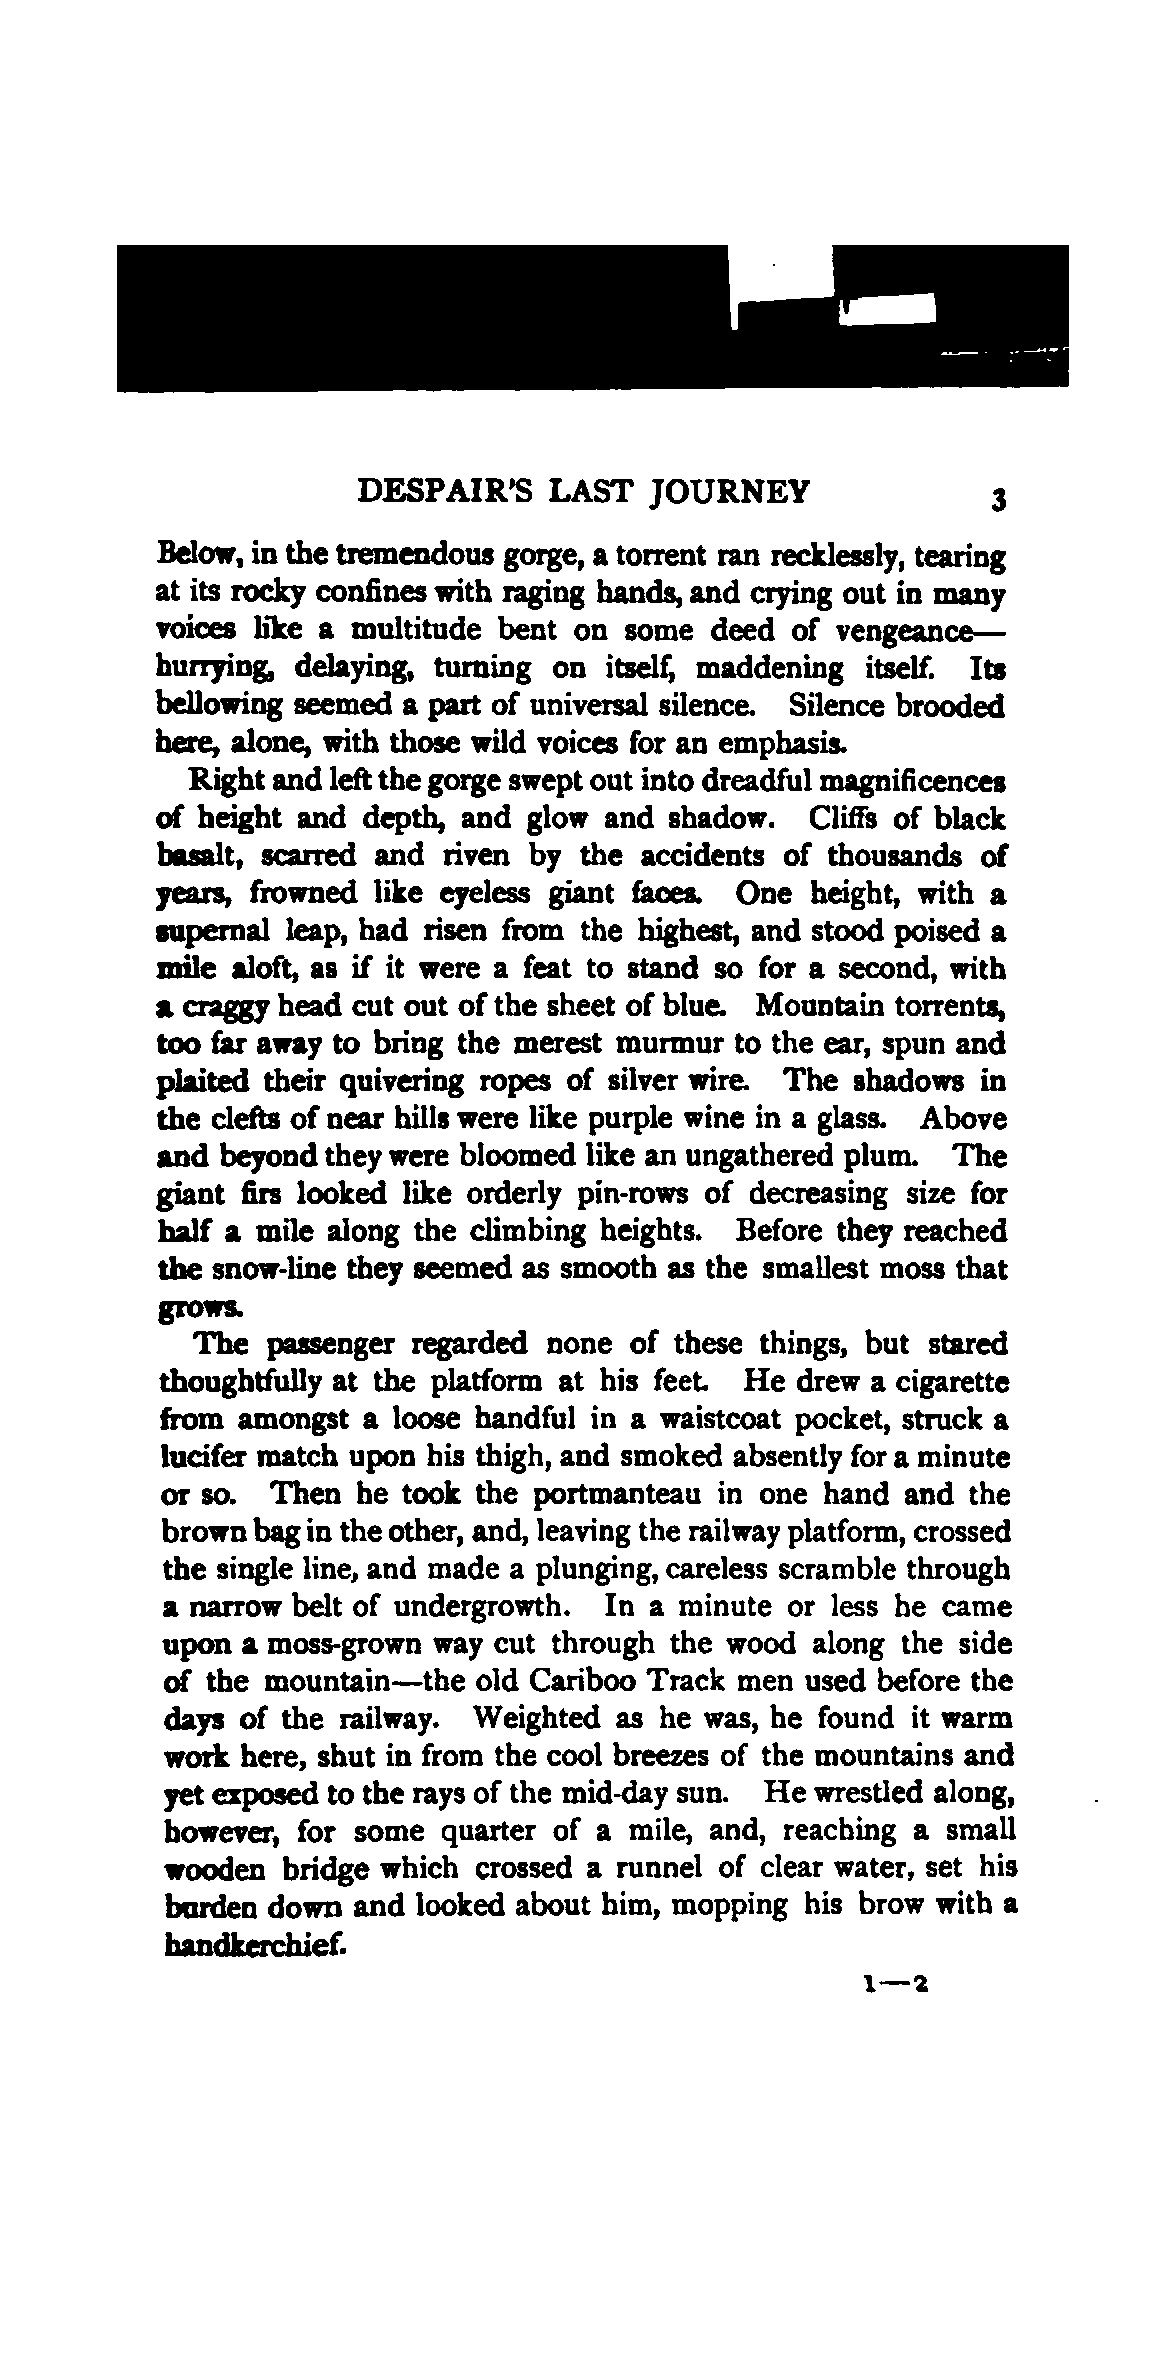 DESPAIR'S LAST JOURNEY 3
Below, in the tremendous gorge, a torrent ran recklessly, tearing
at its rocky confines with raging hands, and crying out in many
voices like a multitude bent on some deed of vengeance—
hurrying, delaying, turning on itself, maddening itself. Its
bellowing seemed a part of universal silence. Silence brooded
here, alone, with those wild voices for an emphasis.
Right and left the gorge swept out into dreadful magnificences
of height and depth, and glow and shadow. Cliffs of black
basalt, scarred and riven by the accidents of thousands of
years, frowned like eyeless giant faces. One height, with a
supernal leap, had risen from the highest, and stood poised a
mile aloft, as if it were a feat to stand so for a second, with
a craggy head cut out of the sheet of blue. Mountain torrents,
too far away to bring the merest murmur to the ear, spun and
plaited their quivering ropes of silver wire. The shadows in
the clefts of near hills were like purple wine in a glass. Above
and beyond they were bloomed like an ungathered plum. The
giant firs looked like orderly pin-rows of decreasing size for
half a mile along the climbing heights. Before they reached
the snow-line they seemed as smooth as the smallest moss that
grows.
The passenger regarded none of these things, but stared
thoughtfully at the platform at his feet. He drew a cigarette
from amongst a loose handful in a waistcoat pocket, struck a
lucifer match upon his thigh, and smoked absently for a minute
or so. Then he took the portmanteau in one hand and the
brown bag in the other, and, leaving the railway platform, crossed
the single line, and made a plunging, careless scramble through
a narrow belt of undergrowth. In a minute or less he came
upon a moss-grown way cut through the wood along the side
of the mountain—the old Cariboo Track men used before the
days of the railway. Weighted as he was, he found it warm
work here, shut in from the cool breezes of the mountains and
yet exposed to the rays of the mid-day sun. He wrestled along,
however, for some quarter of a mile, and, reaching a small
wooden bridge which crossed a runnel of clear water, set his
burden down and looked about him, mopping his brow with a
handkerchief.
1—2